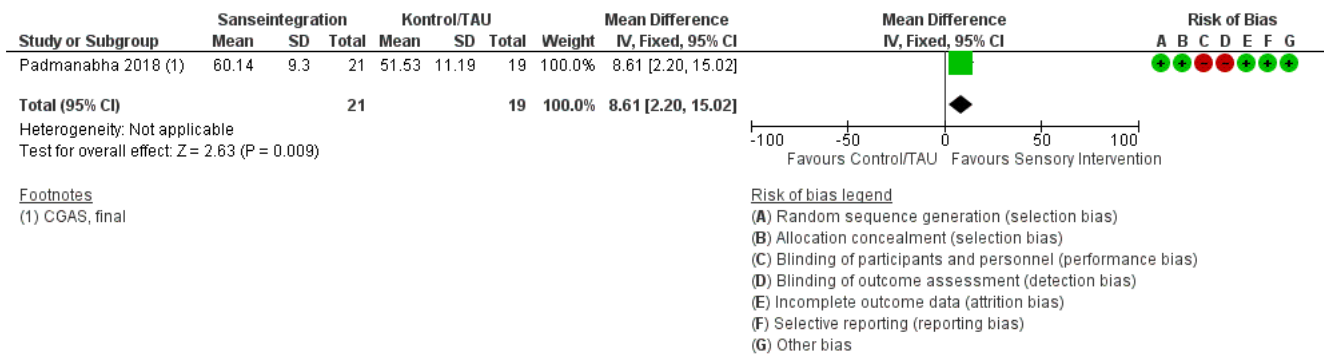 Sanseintegration Kontrol/TAU Mean Difference Mean Difference Risk of Bias
Study or Subgroup Mean SD Total Mean SD Total Weight IV, Fixed, 95% CI IV, Fixed, 95% CI A B C D E F G
Padmanabha 2018 (1) 60.14 9.3 21 51.53 11.19 19 100.0% 8.61 [2.20, 15.02] + + - - + + +
Total (95% CI) 21 19 100.0% 8.61 [2.20, 15.02]
Heterogeneity: Not applicable
Test for overall effect: Z = 2.63 (P = 0.009)
-100 -50 0 50 100
Favours Control/TAU Favours Sensory Intervention
Footnotes
(1) CGAS, final
Risk of bias legend
(A) Random sequence generation (selection bias)
(B) Allocation concealment (selection bias)
(C) Blinding of participants and personnel (performance bias)
(D) Blinding of outcome assessment (detection bias)
(E) Incomplete outcome data (attrition bias)
(F) Selective reporting (reporting bias)
(G) Other bias